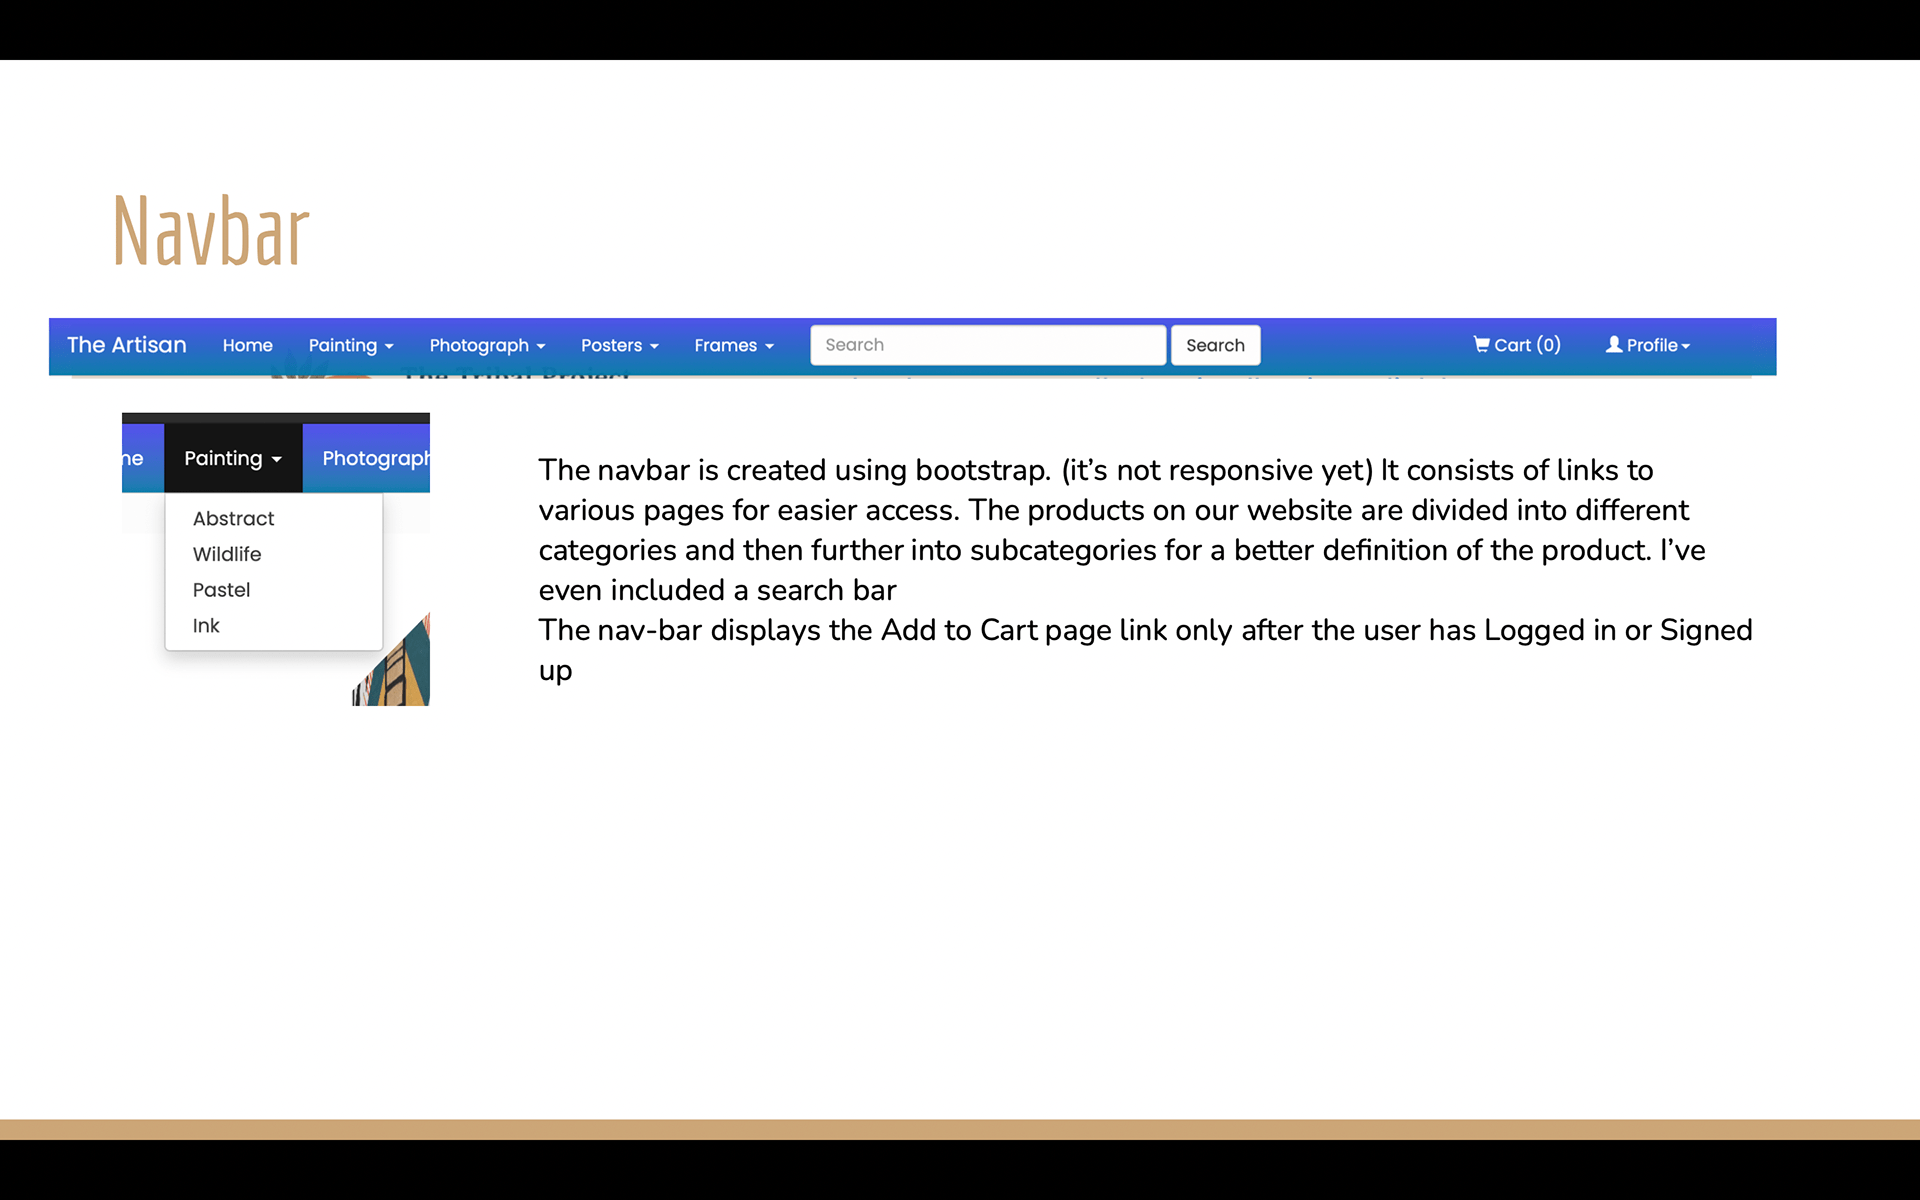 Navbar
The Artisan Home Painting Photograph Posters Frames Search Search Cart (0) Profile
The Tribal Project
Painting Photograph
Abstract
Wildlife
Pastel
Ink
The navbar is created using bootstrap. (it’s not responsive yet) It consists of links to
various pages for easier access. The products on our website are divided into different
categories and then further into subcategories for a better definition of the product. I’ve
even included a search bar
The nav-bar displays the Add to Cart page link only after the user has Logged in or Signed
up